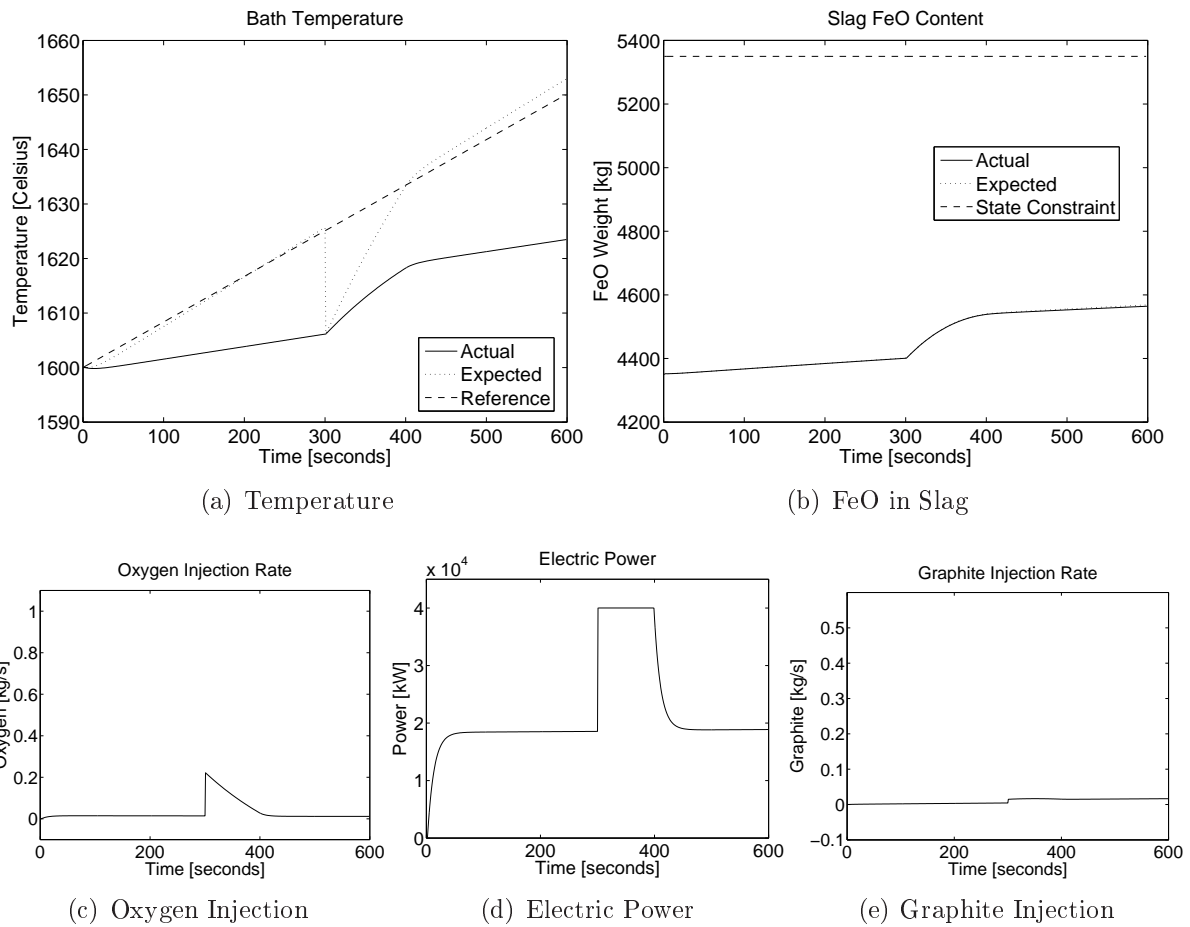 Bath Temperature
1660
1650
1640
1630
1620
1610
1600
1590
Temperature [Celsius]
Actual
Expected
Reference
0 100 200 300 400 500 600
Time [seconds]
(a) Temperature
Slag FeO Content
5400
5200
5000
4800
4600
4400
4200
FeO Weight [kg]
Actual
Expected
State Constraint
0 100 200 300 400 500 600
Time [seconds]
(b) FeO in Slag
Oxygen Injection Rate
1
0.8
0.6
0.4
0.2
0
Oxygen [kg/s]
0 200 400 600
Time [seconds]
(c) Oxygen Injection
Electric Power
x 10^4
4
3
2
1
0
Power [kW]
0 200 400 600
Time [seconds]
(d) Electric Power
Graphite Injection Rate
0.5
0.4
0.3
0.2
0.1
0
−0.1
Graphite [kg/s]
0 200 400 600
Time [seconds]
(e) Graphite Injection